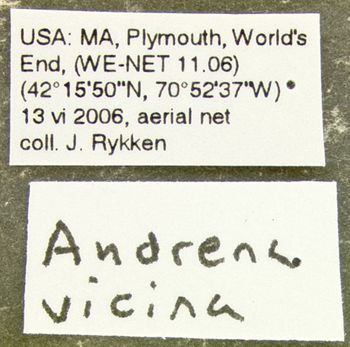 USA: MA, Plymouth, World's
End, (WE-NET 11.06)
(42°15'50"N, 70°52'37"W)
13 vi 2006, aerial net
coll. J. Rykken
Andrena
vicina